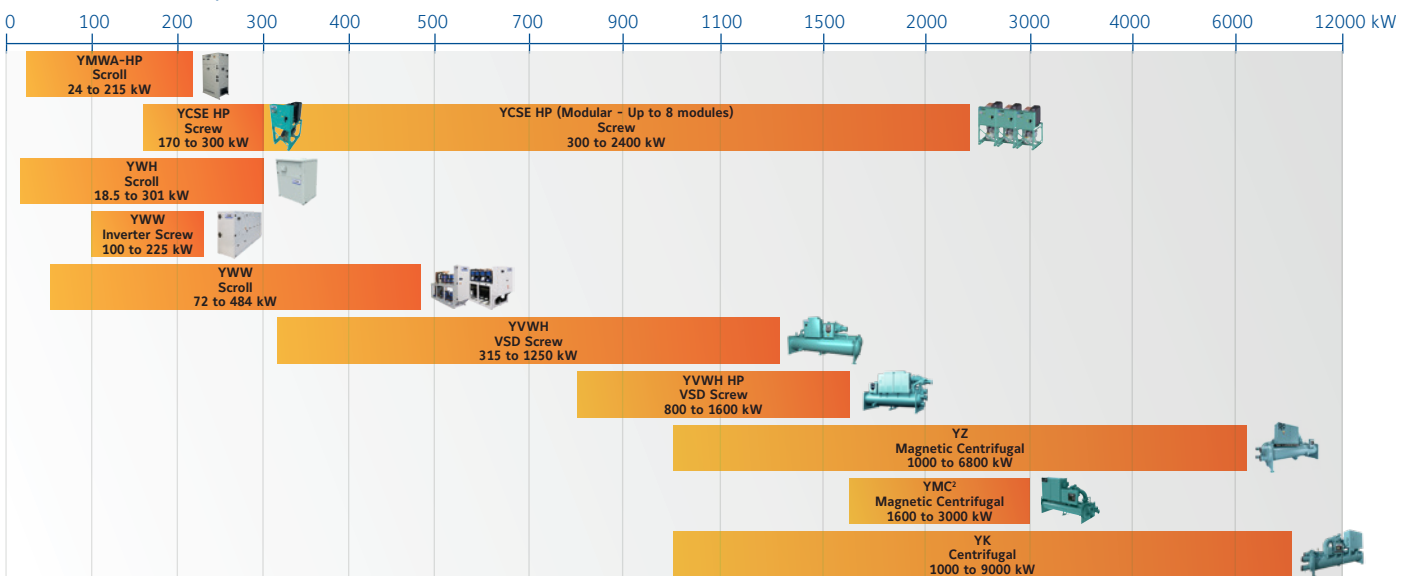 0 100 200 300 400 500 700 900 1100 1500 2000 3000 4000 6000 12000 kW
YMWA-HP
Scroll
24 to 215 kW
YCSE HP
Screw
170 to 300 kW
YCSE HP (Modular - Up to 8 modules)
Screw
300 to 2400 kW
YWH
Scroll
18.5 to 301 kW
YWW
Inverter Screw
100 to 225 kW
YWW
Scroll
72 to 484 kW
YVWH
VSD Screw
315 to 1250 kW
YVWH HP
VSD Screw
800 to 1600 kW
YZ
Magnetic Centrifugal
1000 to 6800 kW
YMC²
Magnetic Centrifugal
1600 to 3000 kW
YK
Centrifugal
1000 to 9000 kW